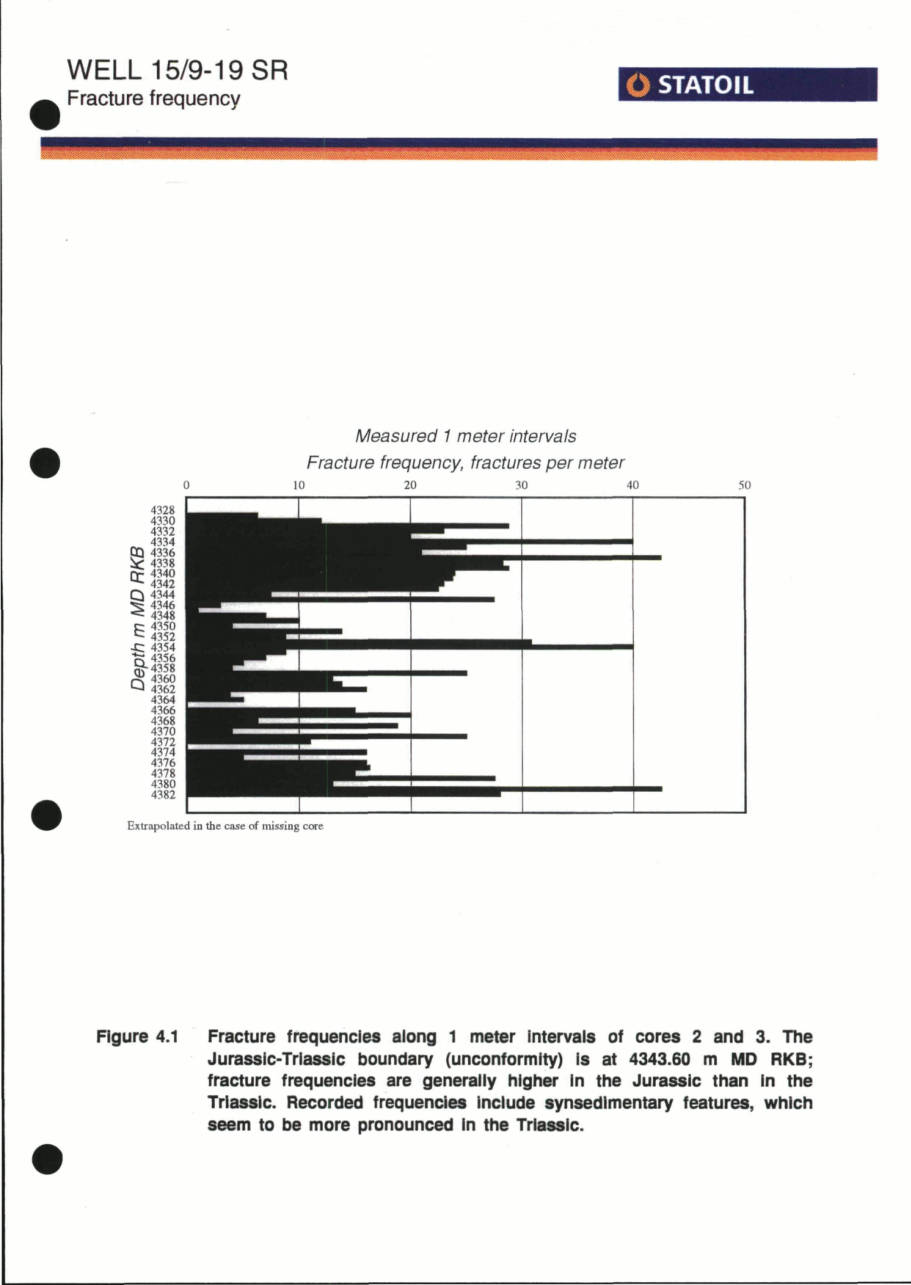 WELL 15/9-19 SR
Fracture frequency
STATOIL
Measured 1 meter intervals
Fracture frequency, fractures per meter
0 10 20 30 40 50
Depth m MD RKB
4328
4330
4332
4334
4336
4338
4340
4342
4344
4346
4348
4350
4352
4354
4356
4358
4360
4362
4364
4366
4368
4370
4372
4374
4376
4378
4380
4382
Extrapolated in the case of missing core
Figure 4.1 Fracture frequencies along 1 meter intervals of cores 2 and 3. The
Jurassic-Triassic boundary (unconformity) is at 4343.60 m MD RKB;
fracture frequencies are generally higher in the Jurassic than in the
Triassic. Recorded frequencies include synsedimentary features, which
seem to be more pronounced in the Triassic.